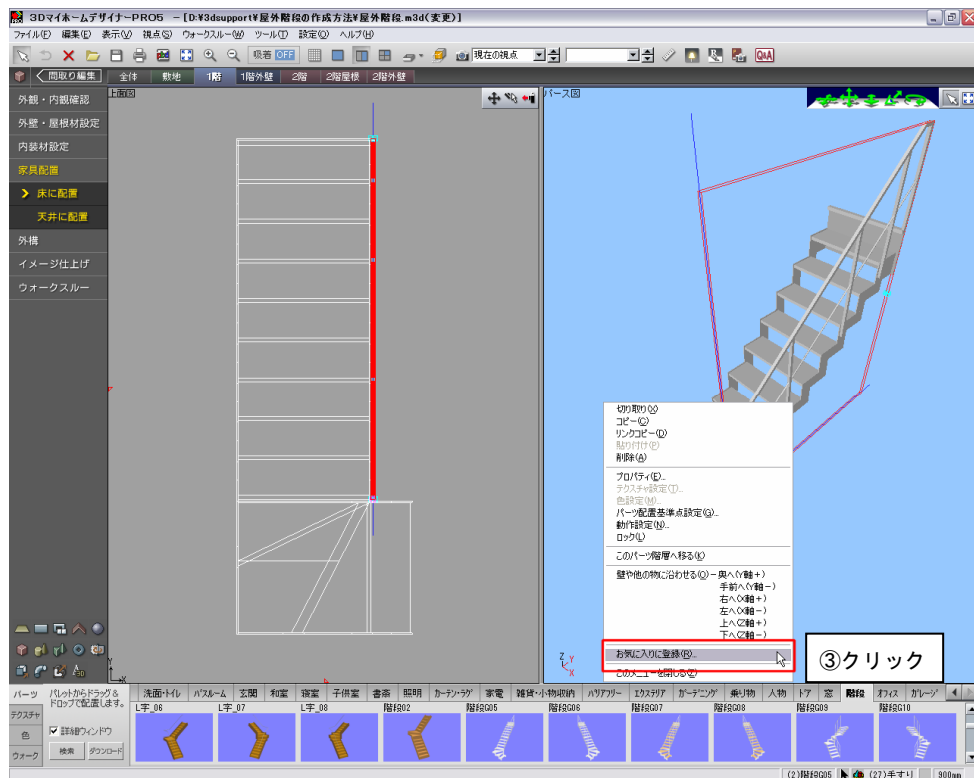 3DマイホームデザイナーPRO5 －[D:¥3dsupport¥屋外階段の作成方法¥屋外階段.m3d(変更)]
ファイル(F) 編集(E) 表示(V) 視点(S) ウォークスルー(W) ツール(T) 設定(O) ヘルプ(H)
吸着 OFF 現在の視点 Q&A
間取り編集 全体 敷地 1階 1階外壁 2階 2階屋根 2階外壁
外観・内観確認
外壁・屋根材設定
内装材設定
家具配置
床に配置
天井に配置
外構
イメージ仕上げ
ウォークスルー
上面図
パース図
切り取り(X)
コピー(C)
リンクコピー(D)
貼り付け(P)
削除(A)
プロパティ(E)...
テクスチャ設定(T)...
色設定(M)...
パーツ配置基準点設定(G)...
動作設定(N)...
ロック(L)
このパーツ階層へ移る(K)
壁や他の物に沿わせる(O)－奥へ(Y軸+)
手前へ(Y軸－)
右へ(X軸+)
左へ(X軸－)
上へ(Z軸+)
下へ(Z軸－)
お気に入りに登録(R)...
このメニューを閉じる(Z)
③クリック
Z
Y
X
Y
X
パーツ
テクスチャ
色
ウォーク
パレットからドラッグ&
ドロップで配置します。
詳細ウィンドウ
検索 ダウンロード
洗面・トイレ バスルーム 玄関 和室 寝室 子供室 書斎 照明 カーテン・ラグ 家電 雑貨・小物収納 バリアフリー エクステリア ガーデニング 乗り物 人物 トア 窓 階段 オフィス ガレージ
L字_06 L字_07 L字_08 階段02 階段G05 階段G06 階段G07 階段G08 階段G09 階段G10
(2)階段G05 (27)手すり 900mm